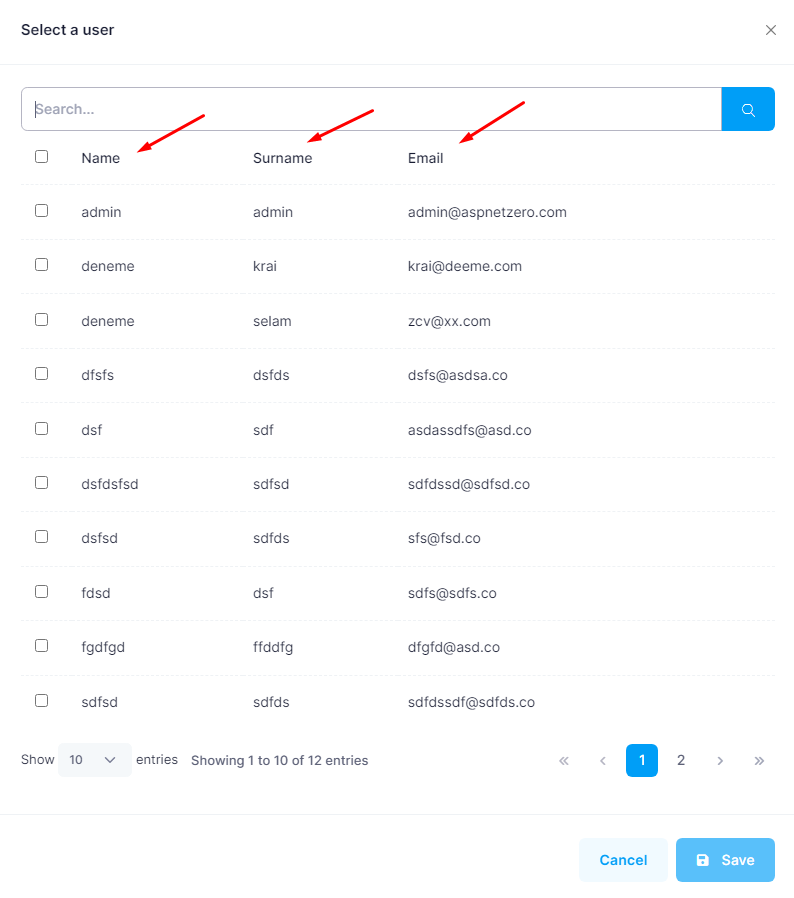 Select a user
Search...
Name Surname Email
admin admin admin@aspnetzero.com
deneme krai krai@deeme.com
deneme selam zcv@xx.com
dfsfs dsfds dsfs@asdsa.co
dsf sdf asdassdfs@asd.co
dsfdsfsd sdfsd sdfdssd@sdfsd.co
dsfsd sdfds sfs@fsd.co
fdsd dsf sdfs@sdfs.co
fgdfgd ffddfg dfgfd@asd.co
sdfsd sdfds sdfdssdf@sdfds.co
Show 10 entries Showing 1 to 10 of 12 entries « ‹ 1 2 › »
Cancel Save